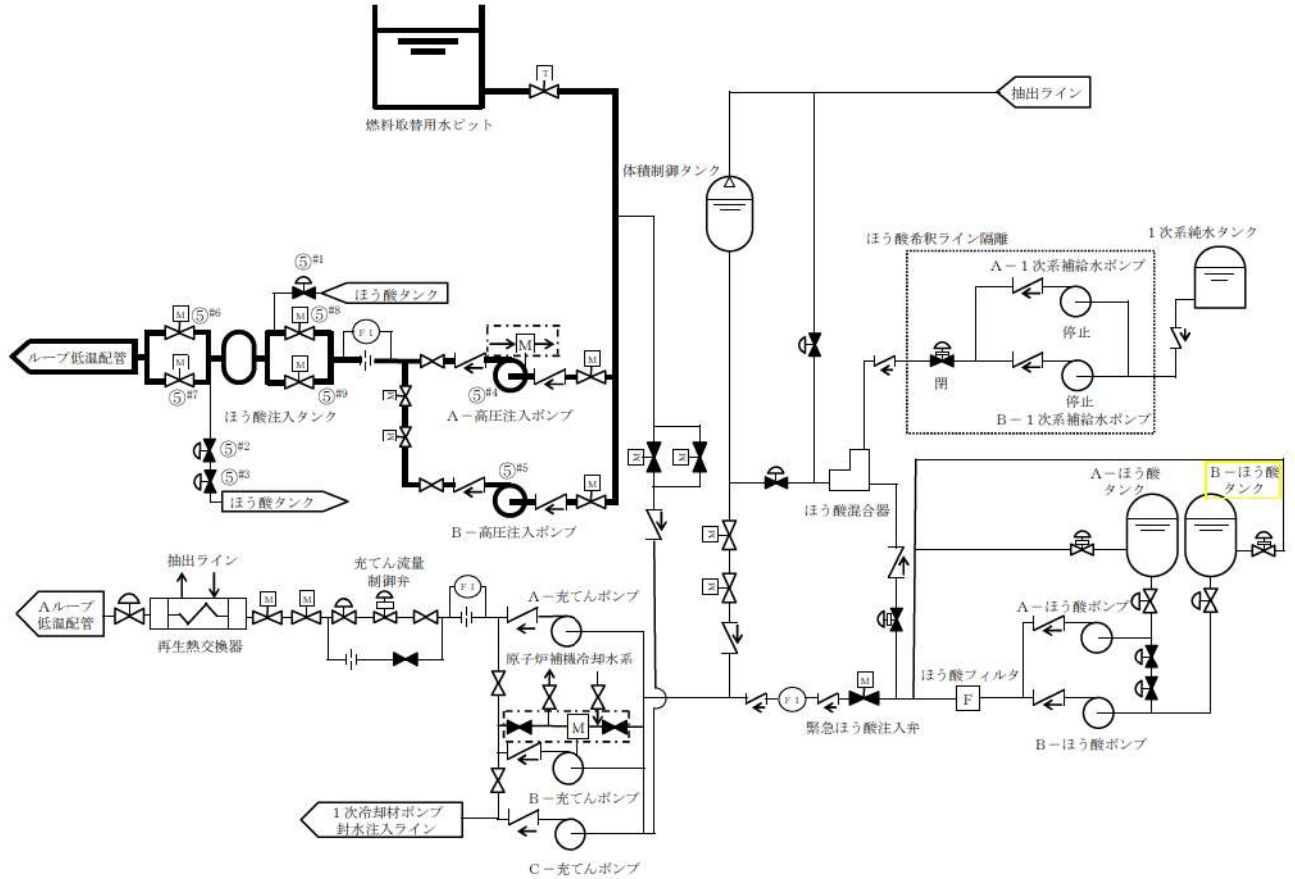 燃料取替用水ピット
T
抽出ライン
体積制御タンク
ほう酸希釈ライン隔離
1次系純水タンク
A-1次系補給水ポンプ
停止
閉
停止
B-1次系補給水ポンプ
⑤#1
ほう酸タンク
⑤#6
M
⑤#8
M
FI
M
M
ループ低温配管
M
M
⑤#7
⑤#9
⑤#4
ほう酸注入タンク
A-高圧注入ポンプ
M
M
⑤#2
⑤#3
ほう酸タンク
⑤#5
M
B-高圧注入ポンプ
M
M
M
M
ほう酸混合器
A-ほう酸
タンク
B-ほう酸
タンク
抽出ライン
充てん流量
制御弁
FI
M
M
Aループ
低温配管
再生熱交換器
A-充てんポンプ
原子炉補機冷却水系
M
B-充てんポンプ
1次冷却材ポンプ
封水注入ライン
C-充てんポンプ
FI
M
緊急ほう酸注入弁
ほう酸フィルタ
F
A-ほう酸ポンプ
B-ほう酸ポンプ